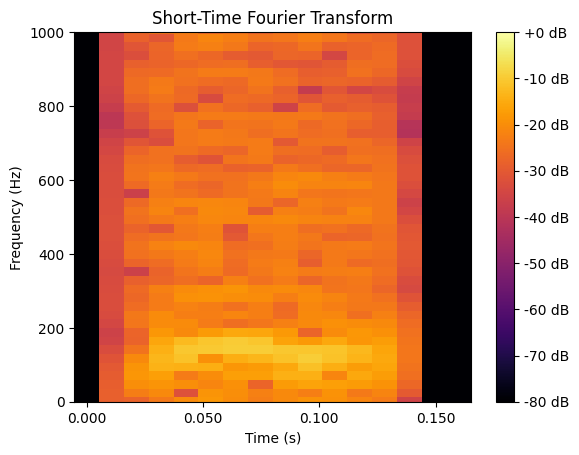 Short-Time Fourier Transform
1000
800
600
400
200
0
Frequency (Hz)
0.000
0.050
0.100
0.150
Time (s)
+0 dB
-10 dB
-20 dB
-30 dB
-40 dB
-50 dB
-60 dB
-70 dB
-80 dB